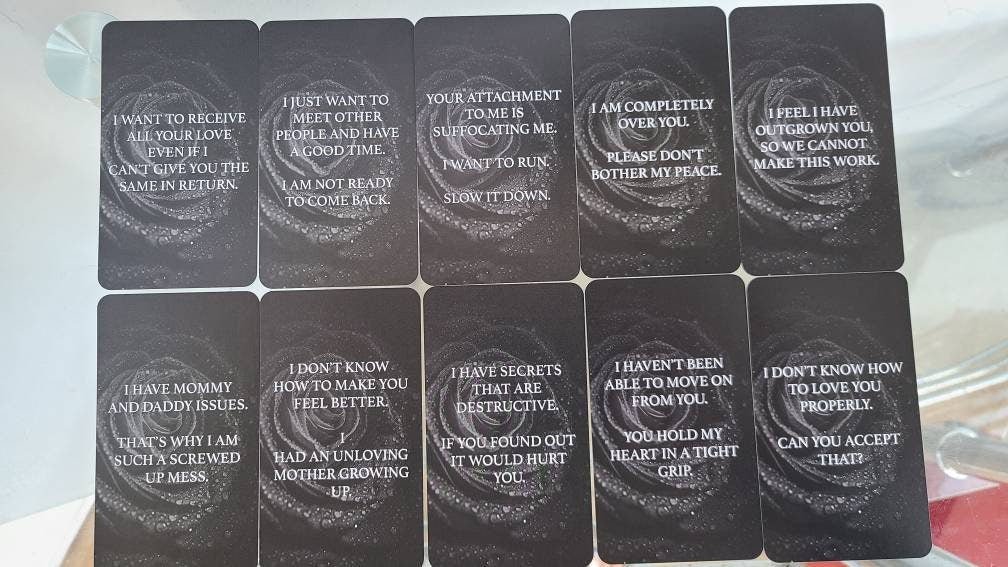 I WANT TO RECEIVE
ALL YOUR LOVE
EVEN IF I
CAN'T GIVE YOU THE
SAME IN RETURN.
I JUST WANT TO
MEET OTHER
PEOPLE AND HAVE
A GOOD TIME.
I AM NOT READY
TO COME BACK.
YOUR ATTACHMENT
TO ME IS
SUFFOCATING ME.
I WANT TO RUN.
SLOW IT DOWN.
I AM COMPLETELY
OVER YOU.
PLEASE DON'T
BOTHER MY PEACE.
I FEEL I HAVE
OUTGROWN YOU,
SO WE CANNOT
MAKE THIS WORK.
I HAVE MOMMY
AND DADDY ISSUES.
THAT'S WHY I AM
SUCH A SCREWED
UP MESS.
I DON'T KNOW
HOW TO MAKE YOU
FEEL BETTER.
I
HAD AN UNLOVING
MOTHER GROWING
UP.
I HAVE SECRETS
THAT ARE
DESTRUCTIVE.
IF YOU FOUND OUT
IT WOULD HURT
YOU.
I HAVEN'T BEEN
ABLE TO MOVE ON
FROM YOU.
YOU HOLD MY
HEART IN A TIGHT
GRIP.
I DON'T KNOW HOW
TO LOVE YOU
PROPERLY.
CAN YOU ACCEPT
THAT?